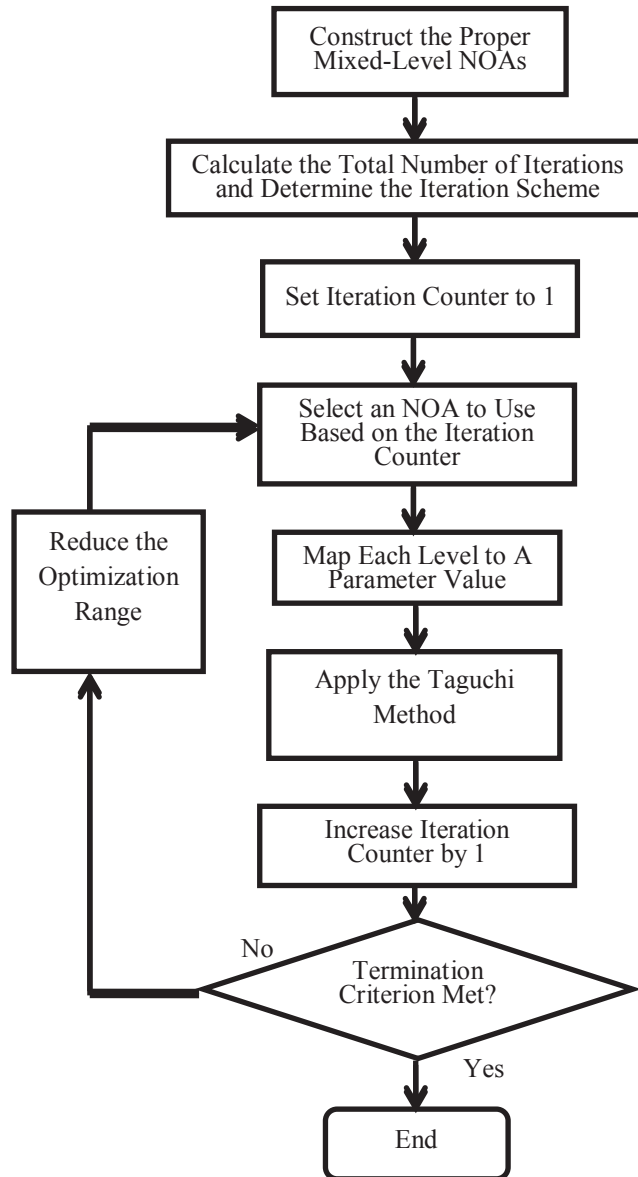 Construct the Proper
Mixed-Level NOAs
Calculate the Total Number of Iterations
and Determine the Iteration Scheme
Set Iteration Counter to 1
Select an NOA to Use
Based on the Iteration
Counter
Reduce the
Optimization
Range
Map Each Level to A
Parameter Value
Apply the Taguchi
Method
Increase Iteration
Counter by 1
No
Termination
Criterion Met?
Yes
End